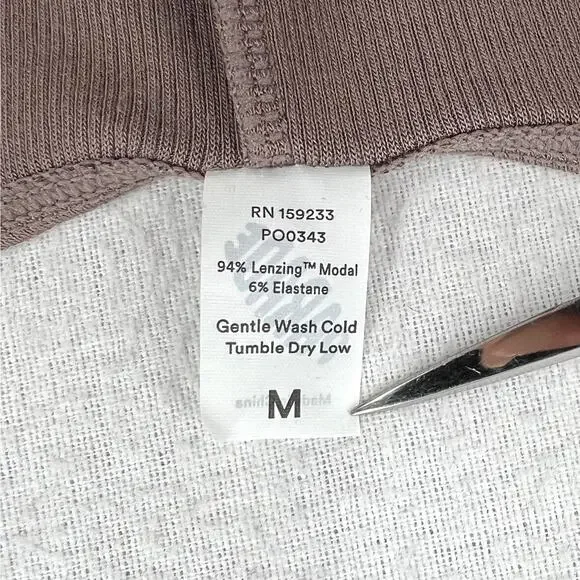 RN 159233
PO0343
94% Lenzing™ Modal
6% Elastane
Gentle Wash Cold
Tumble Dry Low
M